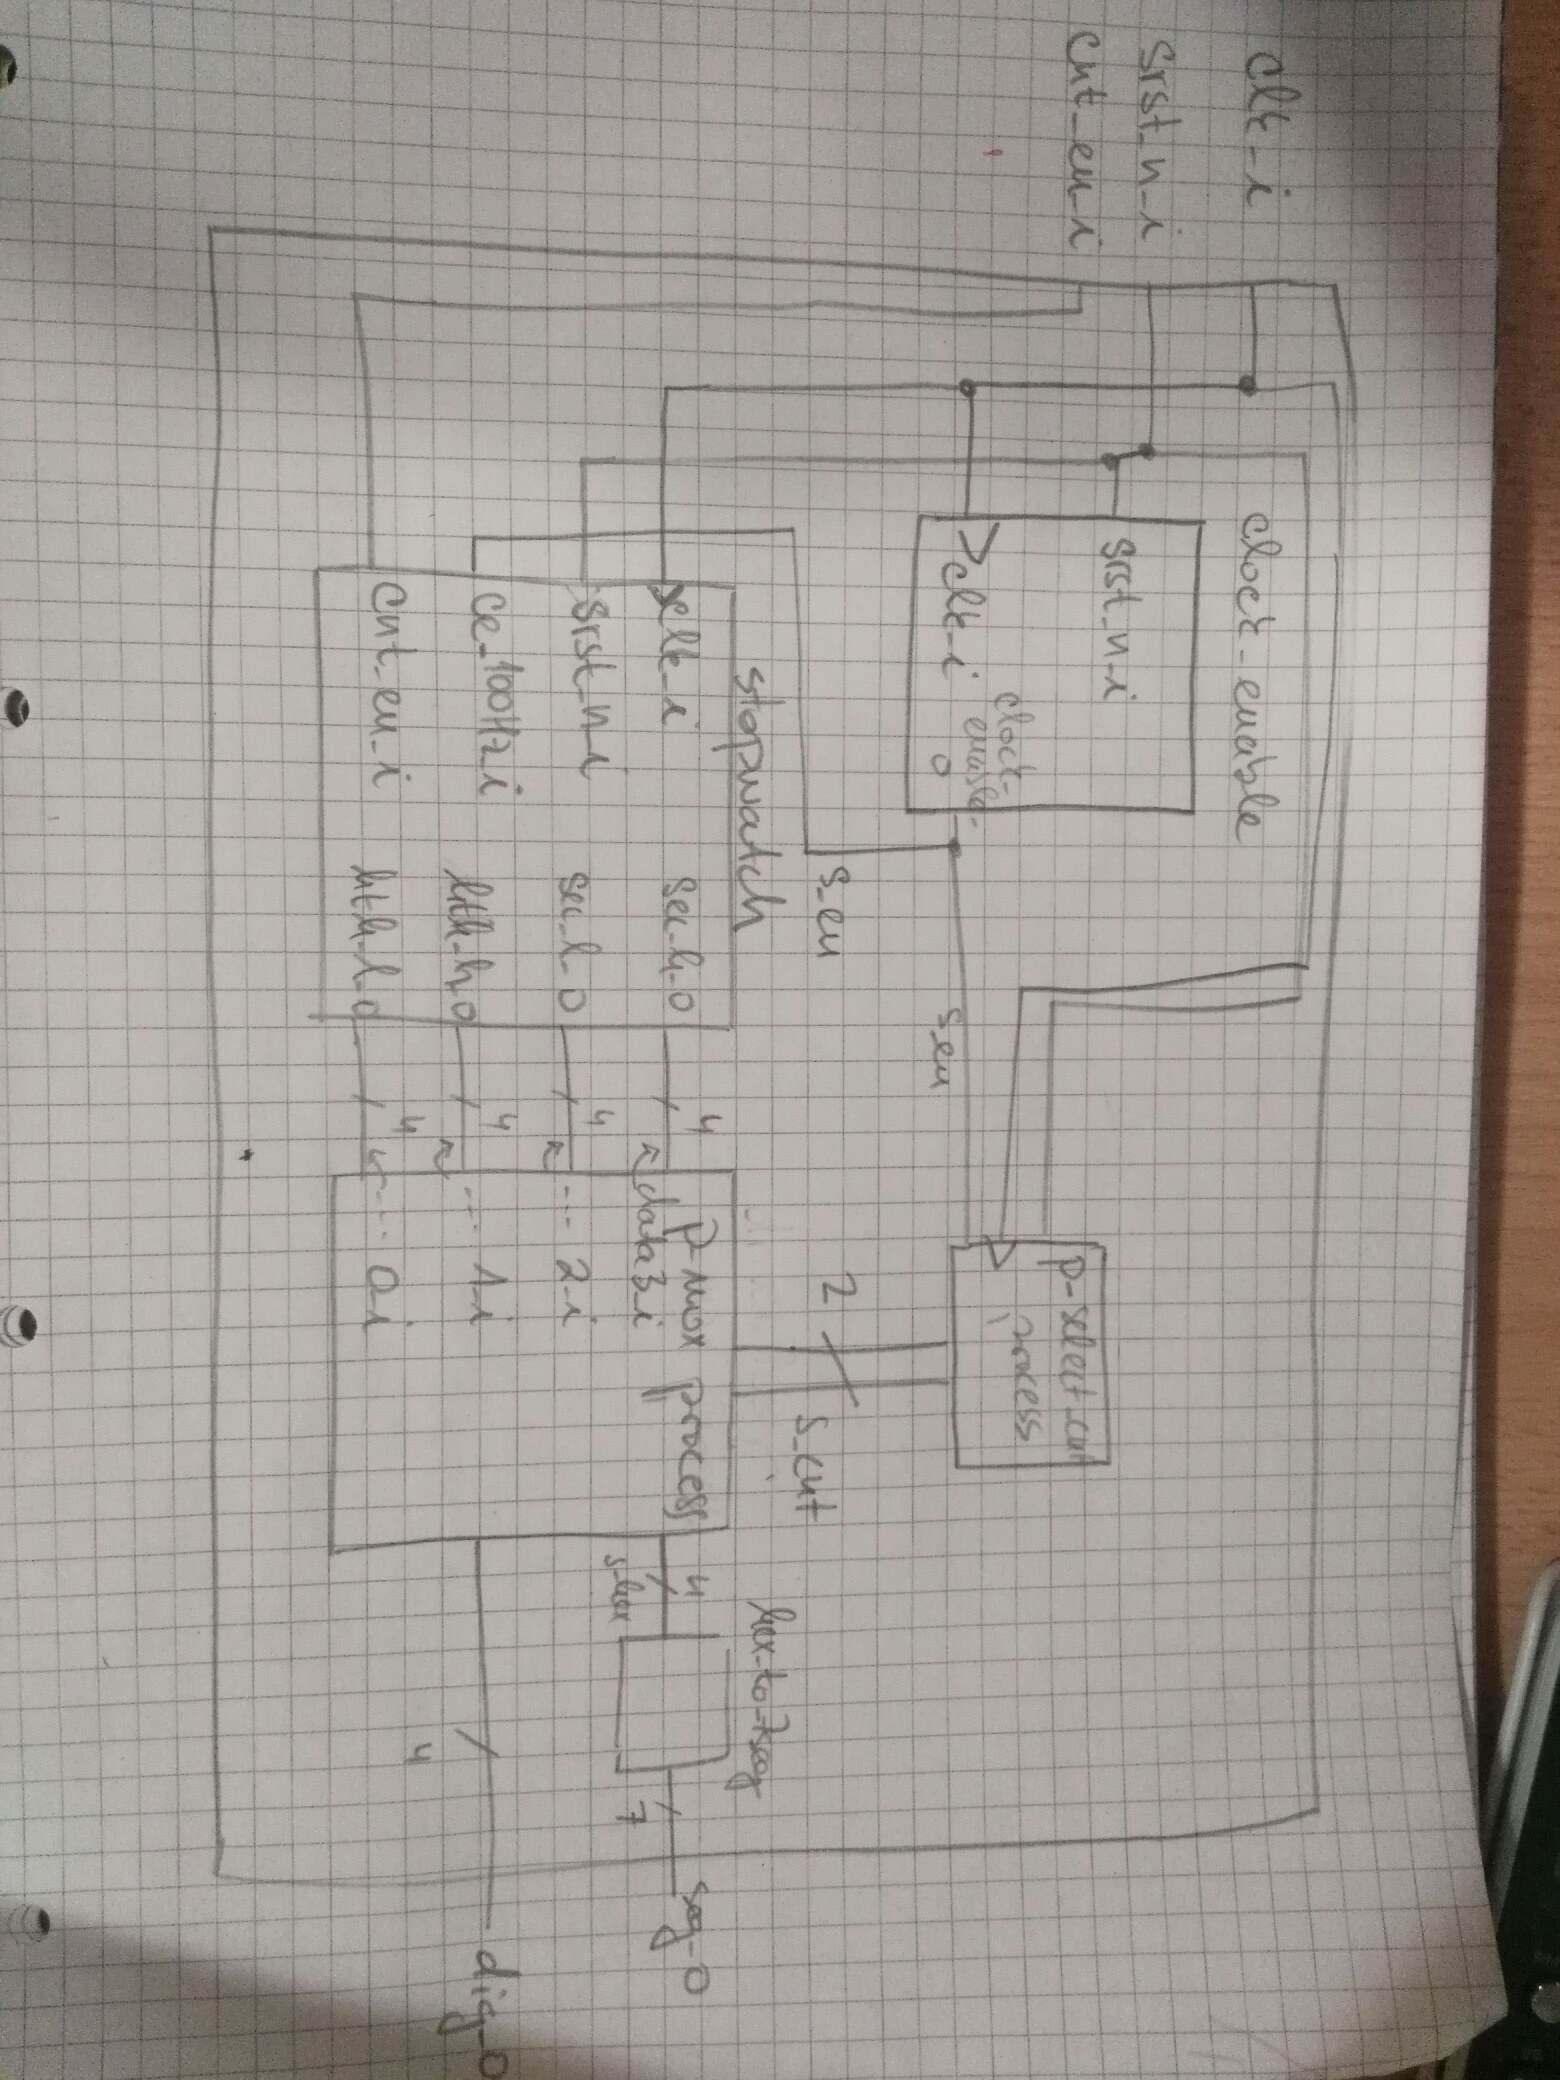 clk_i
srst_n_i
cnt_en_i
clock_enable
srst_n_i
clk_i
clock_
enable_
o
s_en
s_en
p_select_cnt
process
2
s_cnt
stopwatch
clk_i
srst_n_i
ce_100Hz_i
cnt_en_i
sec_h_o
sec_l_o
hth_h_o
hth_l_o
4
4
4
4
p_mux process
data3_i
--- 2_i
--- 1_i
--- 0_i
4
s_hex
hex_to_7seg
7
seg_o
4
dig_o